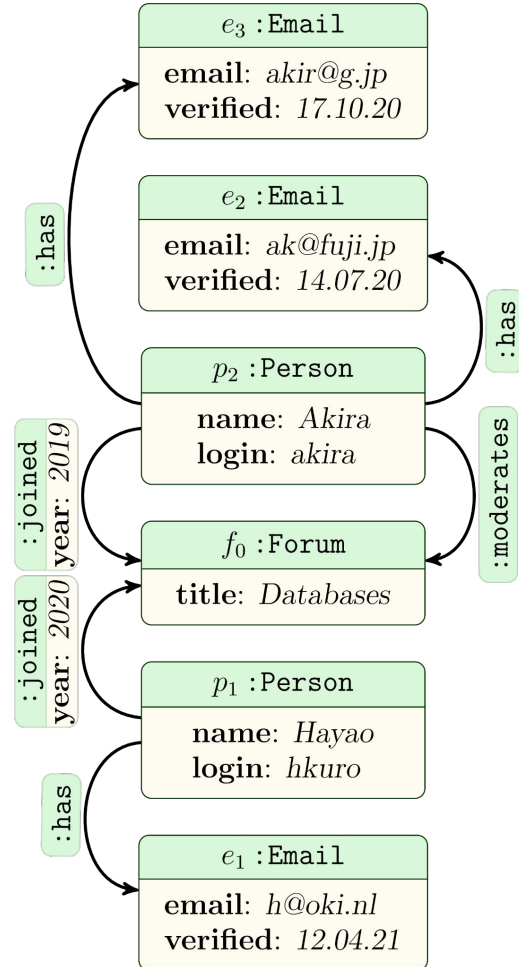 e₃ :Email
email: akir@g.jp
verified: 17.10.20
:has
e₂ :Email
email: ak@fuji.jp
verified: 14.07.20
:has
p₂ :Person
name: Akira
login: akira
:joined
year: 2019
:moderates
f₀ :Forum
title: Databases
:joined
year: 2020
p₁ :Person
name: Hayao
login: hkuro
:has
e₁ :Email
email: h@oki.nl
verified: 12.04.21